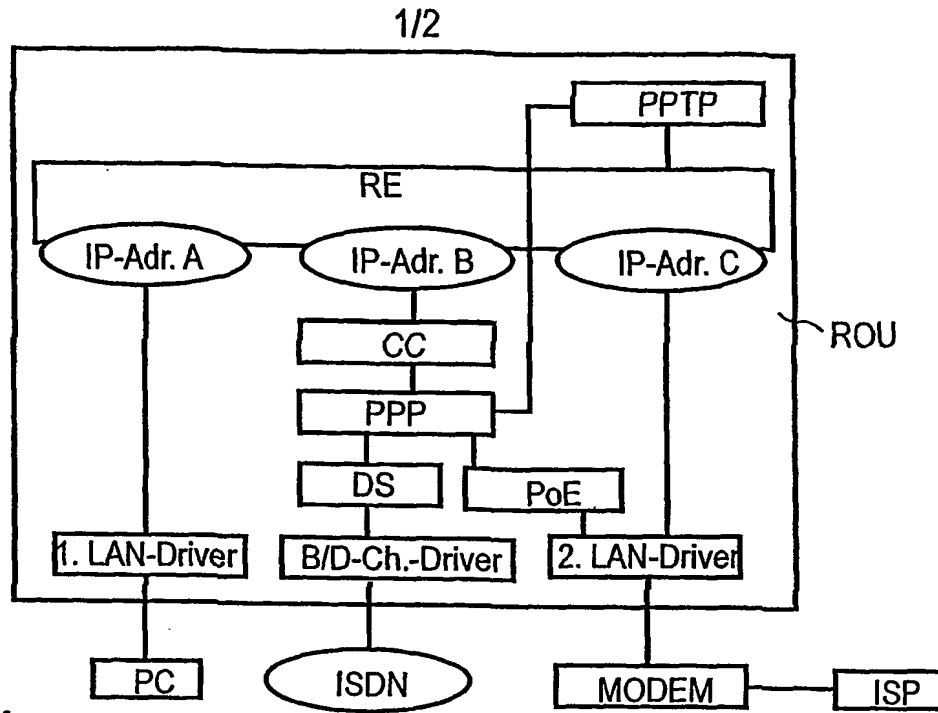 1/2
PPTP
RE
IP-Adr. A
IP-Adr. B
IP-Adr. C
ROU
CC
PPP
DS
PoE
1. LAN-Driver
B/D-Ch.-Driver
2. LAN-Driver
PC
ISDN
MODEM
ISP